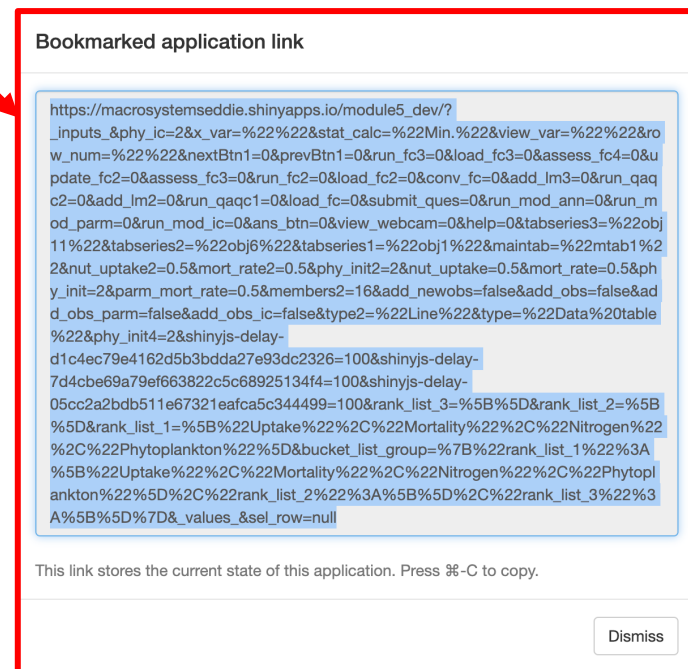 Bookmarked application link
https://macrosystemseddie.shinyapps.io/module5_dev/?
_inputs_&phy_ic=2&x_var=%22%22&stat_calc=%22Min.%22&view_var=%22%22&ro
w_num=%22%22&nextBtn1=0&prevBtn1=0&run_fc3=0&load_fc3=0&assess_fc4=0&u
pdate_fc2=0&assess_fc3=0&run_fc2=0&load_fc2=0&conv_fc=0&add_lm3=0&run_qaq
c2=0&add_lm2=0&run_qaqc1=0&load_fc=0&submit_ques=0&run_mod_ann=0&run_m
od_parm=0&run_mod_ic=0&ans_btn=0&view_webcam=0&help=0&tabseries3=%22obj
11%22&tabseries2=%22obj6%22&tabseries1=%22obj1%22&maintab=%22mtab1%2
2&nut_uptake2=0.5&mort_rate2=0.5&phy_init2=2&nut_uptake=0.5&mort_rate=0.5&ph
y_init=2&parm_mort_rate=0.5&members2=16&add_newobs=false&add_obs=false&ad
d_obs_parm=false&add_obs_ic=false&type2=%22Line%22&type=%22Data%20table
%22&phy_init4=2&shinyjs-delay-
d1c4ec79e4162d5b3bdda27e93dc2326=100&shinyjs-delay-
7d4cbe69a79ef663822c5c68925134f4=100&shinyjs-delay-
05cc2a2bdb511e67321eafca5c344499=100&rank_list_3=%5B%5D&rank_list_2=%5B
%5D&rank_list_1=%5B%22Uptake%22%2C%22Mortality%22%2C%22Nitrogen%22
%2C%22Phytoplankton%22%5D&bucket_list_group=%7B%22rank_list_1%22%3A
%5B%22Uptake%22%2C%22Mortality%22%2C%22Nitrogen%22%2C%22Phytopl
ankton%22%5D%2C%22rank_list_2%22%3A%5B%5D%2C%22rank_list_3%22%3
A%5B%5D%7D&_values_&sel_row=null
This link stores the current state of this application. Press ⌘-C to copy.
Dismiss